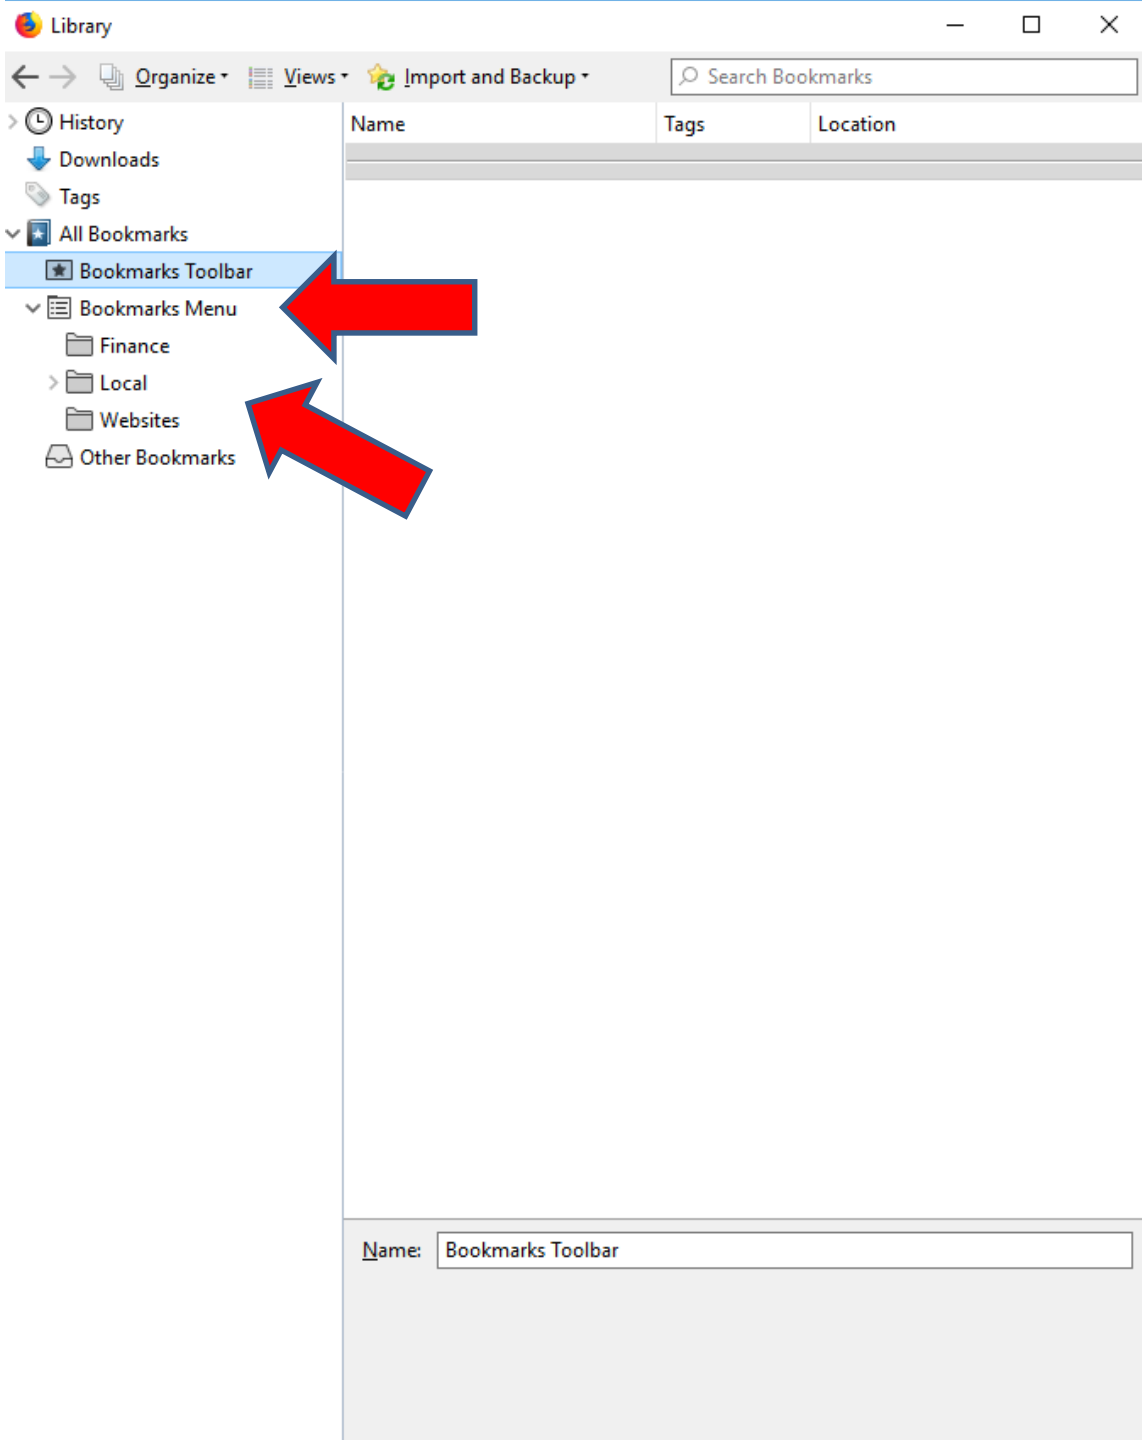 Library
Organize Views Import and Backup Search Bookmarks
History
Name Tags Location
Downloads
Tags
All Bookmarks
Bookmarks Toolbar
Bookmarks Menu
Finance
Local
Websites
Other Bookmarks
Name: Bookmarks Toolbar